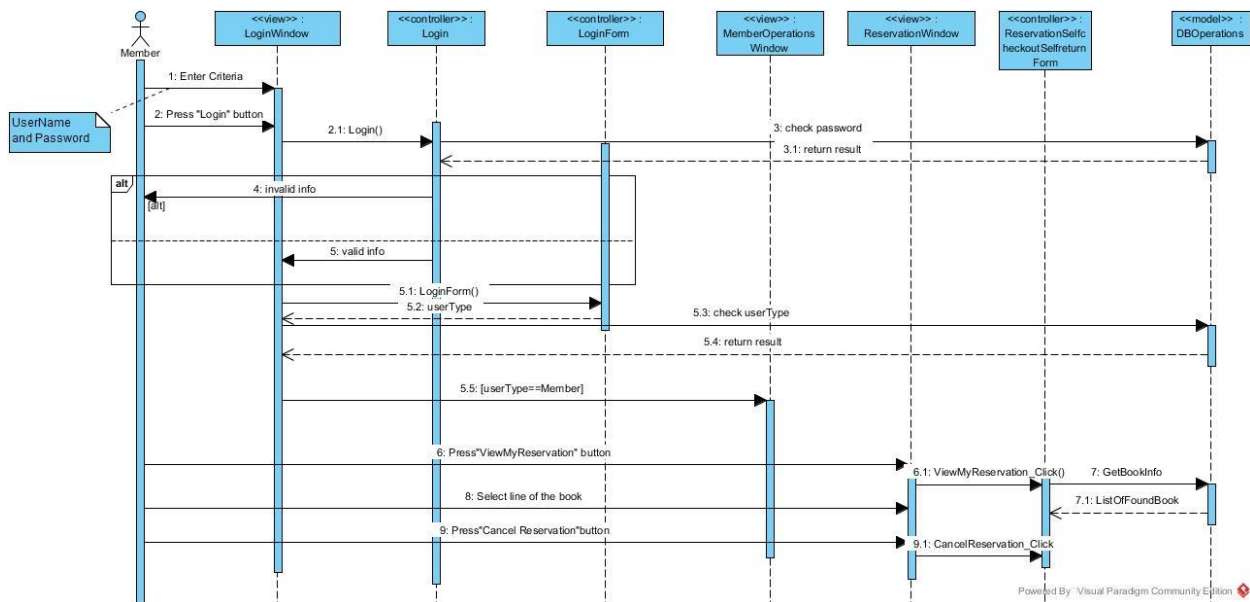 Member
<<view>> :
LoginWindow
<<controller>> :
Login
<<controller>> :
LoginForm
<<view>> :
MemberOperations
Window
<<view>> :
ReservationWindow
<<controller>> :
ReservationSelfc
heckoutSelfreturn
Form
<<model>> :
DBOperations
1: Enter Criteria
UserName
and Password
2: Press "Login" button
2.1: Login()
3: check password
3.1: return result
alt
4: invalid info
[alt]
5: valid info
5.1: LoginForm()
5.2: userType
5.3: check userType
5.4: return result
5.5: [userType==Member]
6: Press"ViewMyReservation" button
6.1: ViewMyReservation_Click()
7: GetBookInfo
7.1: ListOfFoundBook
8: Select line of the book
9: Press"Cancel Reservation"button
9.1: CancelReservation_Click
Powered By Visual Paradigm Community Edition